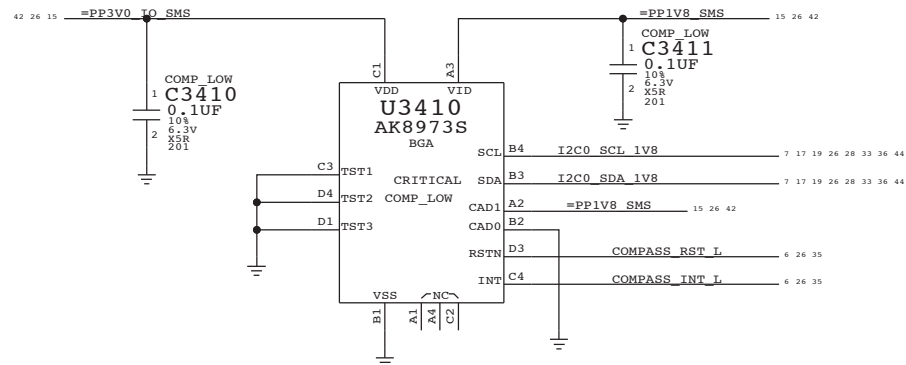 42 26 15 =PP3V0_IO_SMS
=PP1V8_SMS 15 26 42
COMP_LOW
1 C3411
0.1UF
10%
2 6.3V
X5R
201
COMP_LOW
1 C3410
0.1UF
10%
2 6.3V
X5R
201
C1
A3
VDD
VID
U3410
AK8973S
BGA
CRITICAL
COMP_LOW
C3 TST1
D4 TST2
D1 TST3
SCL B4 I2C0_SCL_1V8 7 17 19 26 28 33 36 44
SDA B3 I2C0_SDA_1V8 7 17 19 26 28 33 36 44
CAD1 A2 =PP1V8_SMS 15 26 42
CAD0 B2
RSTN D3 COMPASS_RST_L 6 26 35
INT C4 COMPASS_INT_L 6 26 35
VSS NC
B1 A1 A4 C2